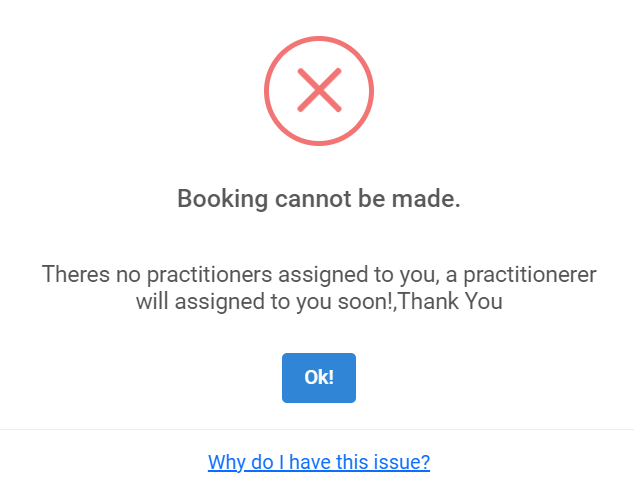 Booking cannot be made.
Theres no practitioners assigned to you, a practitionerer
will assigned to you soon!,Thank You
Ok!
Why do I have this issue?